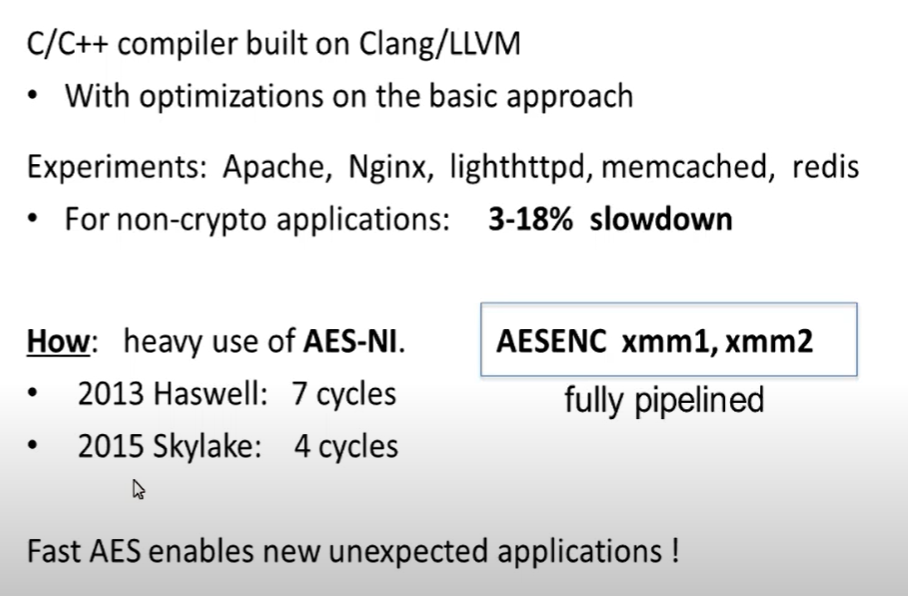 C/C++ compiler built on Clang/LLVM
• With optimizations on the basic approach
Experiments: Apache, Nginx, lighthttpd, memcached, redis
• For non-crypto applications: 3-18% slowdown
How: heavy use of AES-NI.
• 2013 Haswell: 7 cycles
• 2015 Skylake: 4 cycles
AESENC xmm1, xmm2
fully pipelined
Fast AES enables new unexpected applications !